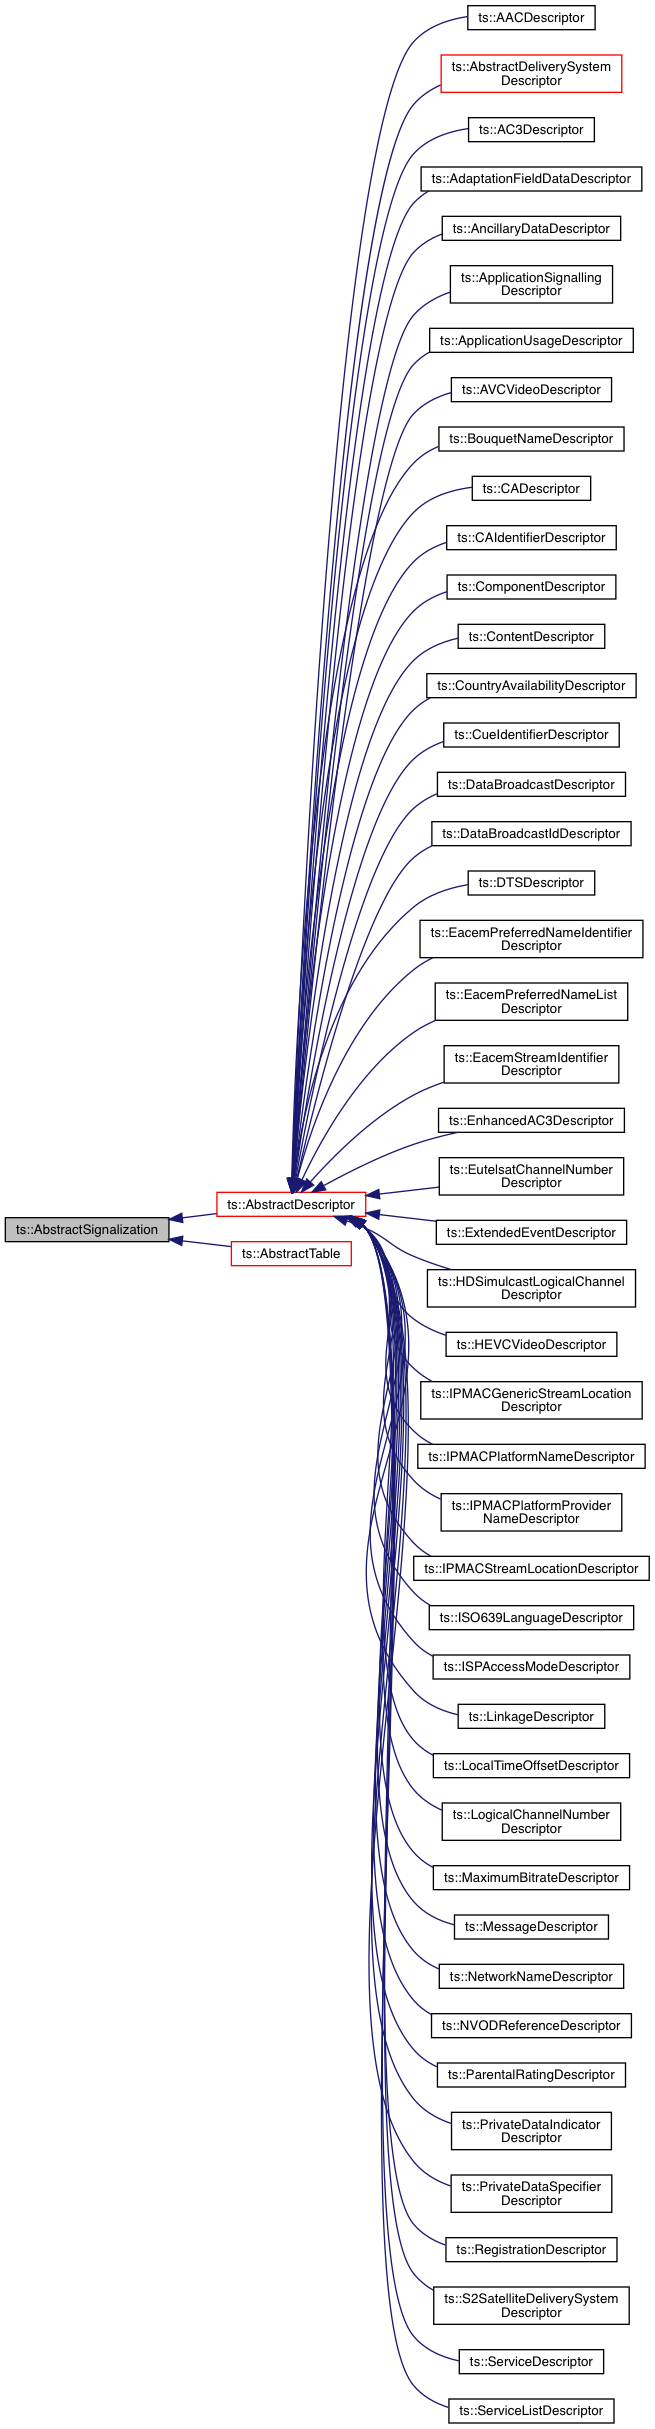 ts::AACDescriptor
ts::AbstractDeliverySystem
Descriptor
ts::AC3Descriptor
ts::AdaptationFieldDataDescriptor
ts::AncillaryDataDescriptor
ts::ApplicationSignalling
Descriptor
ts::ApplicationUsageDescriptor
ts::AVCVideoDescriptor
ts::BouquetNameDescriptor
ts::CADescriptor
ts::CAIdentifierDescriptor
ts::ComponentDescriptor
ts::ContentDescriptor
ts::CountryAvailabilityDescriptor
ts::CueIdentifierDescriptor
ts::DataBroadcastDescriptor
ts::DataBroadcastIdDescriptor
ts::DTSDescriptor
ts::EacemPreferredNameIdentifier
Descriptor
ts::EacemPreferredNameList
Descriptor
ts::EacemStreamIdentifier
Descriptor
ts::EnhancedAC3Descriptor
ts::EutelsatChannelNumber
Descriptor
ts::AbstractDescriptor
ts::AbstractSignalization
ts::ExtendedEventDescriptor
ts::AbstractTable
ts::HDSimulcastLogicalChannel
Descriptor
ts::HEVCVideoDescriptor
ts::IPMACGenericStreamLocation
Descriptor
ts::IPMACPlatformNameDescriptor
ts::IPMACPlatformProvider
NameDescriptor
ts::IPMACStreamLocationDescriptor
ts::ISO639LanguageDescriptor
ts::ISPAccessModeDescriptor
ts::LinkageDescriptor
ts::LocalTimeOffsetDescriptor
ts::LogicalChannelNumber
Descriptor
ts::MaximumBitrateDescriptor
ts::MessageDescriptor
ts::NetworkNameDescriptor
ts::NVODReferenceDescriptor
ts::ParentalRatingDescriptor
ts::PrivateDataIndicator
Descriptor
ts::PrivateDataSpecifier
Descriptor
ts::RegistrationDescriptor
ts::S2SatelliteDeliverySystem
Descriptor
ts::ServiceDescriptor
ts::ServiceListDescriptor